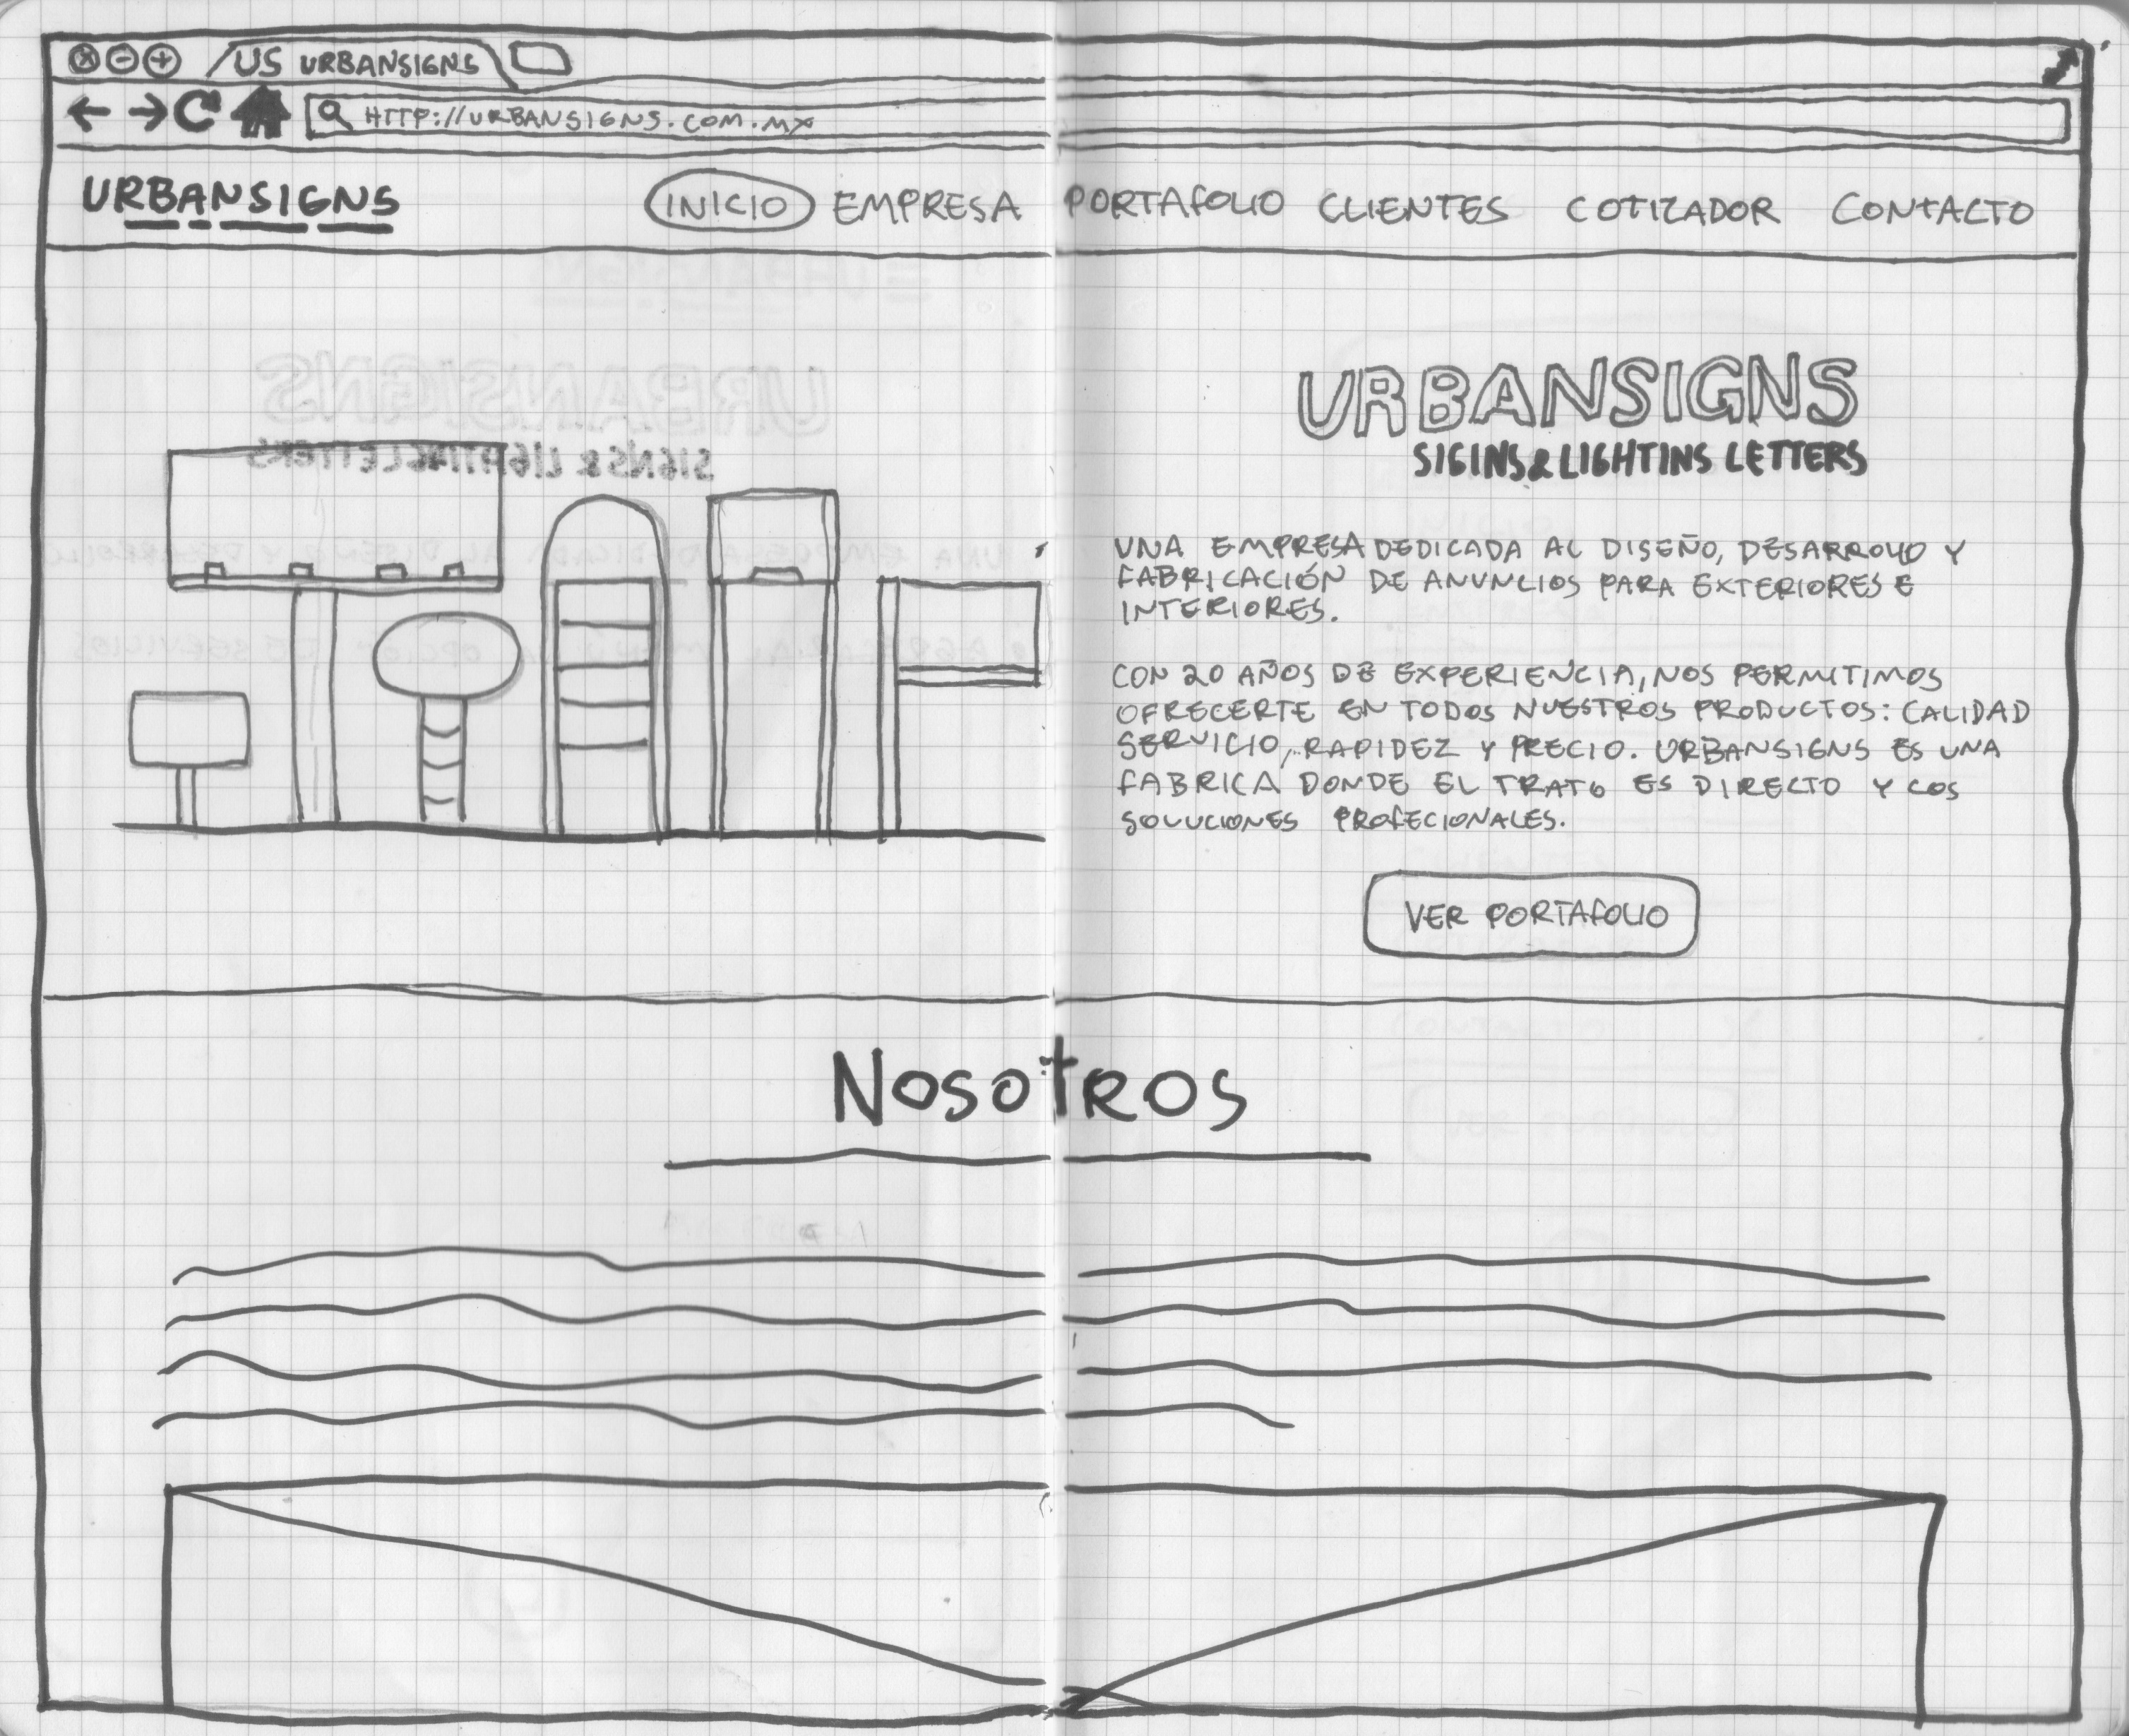 US URBANSIGNS
HTTP://URBANSIGNS.COM.MX
URBANSIGNS INICIO EMPRESA PORTAFOLIO CLIENTES COTIZADOR CONTACTO
URBANSIGNS
SIGINS & LIGHTINS LETTERS
UNA EMPRESA DEDICADA AL DISEÑO, DESARROLLO Y
FABRICACIÓN DE ANUNCIOS PARA EXTERIORES E
INTERIORES.
CON 20 AÑOS DE EXPERIENCIA, NOS PERMITIMOS
OFRECERTE EN TODOS NUESTROS PRODUCTOS: CALIDAD
SERVICIO, RAPIDEZ Y PRECIO. URBANSIGNS ES UNA
FABRICA DONDE EL TRATO ES DIRECTO Y COS
SOLUCIONES PROFECIONALES.
VER PORTAFOLIO
NOSOTROS